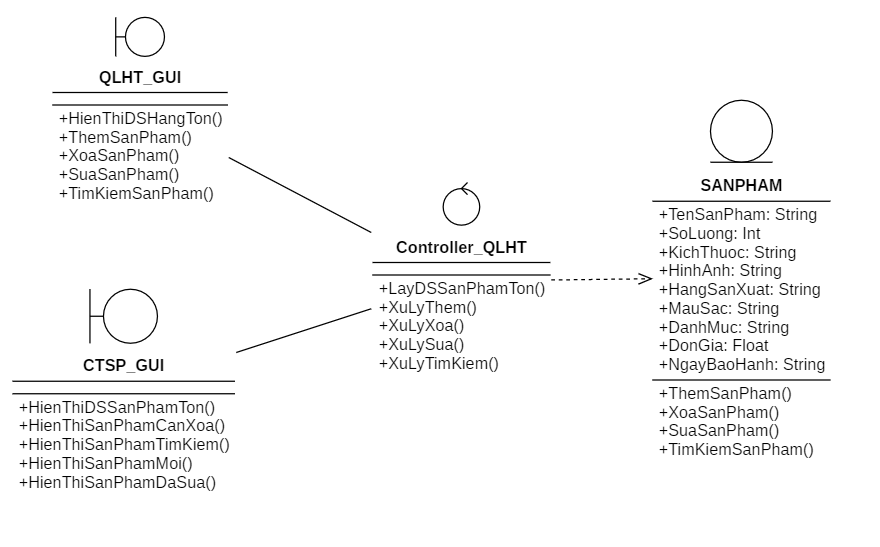 QLHT_GUI
+HienThiDSHangTon()
+ThemSanPham()
+XoaSanPham()
+SuaSanPham()
+TimKiemSanPham()
CTSP_GUI
+HienThiDSSanPhamTon()
+HienThiSanPhamCanXoa()
+HienThiSanPhamTimKiem()
+HienThiSanPhamMoi()
+HienThiSanPhamDaSua()
Controller_QLHT
+LayDSSanPhamTon()
+XuLyThem()
+XuLyXoa()
+XuLySua()
+XuLyTimKiem()
SANPHAM
+TenSanPham: String
+SoLuong: Int
+KichThuoc: String
+HinhAnh: String
+HangSanXuat: String
+MauSac: String
+DanhMuc: String
+DonGia: Float
+NgayBaoHanh: String
+ThemSanPham()
+XoaSanPham()
+SuaSanPham()
+TimKiemSanPham()